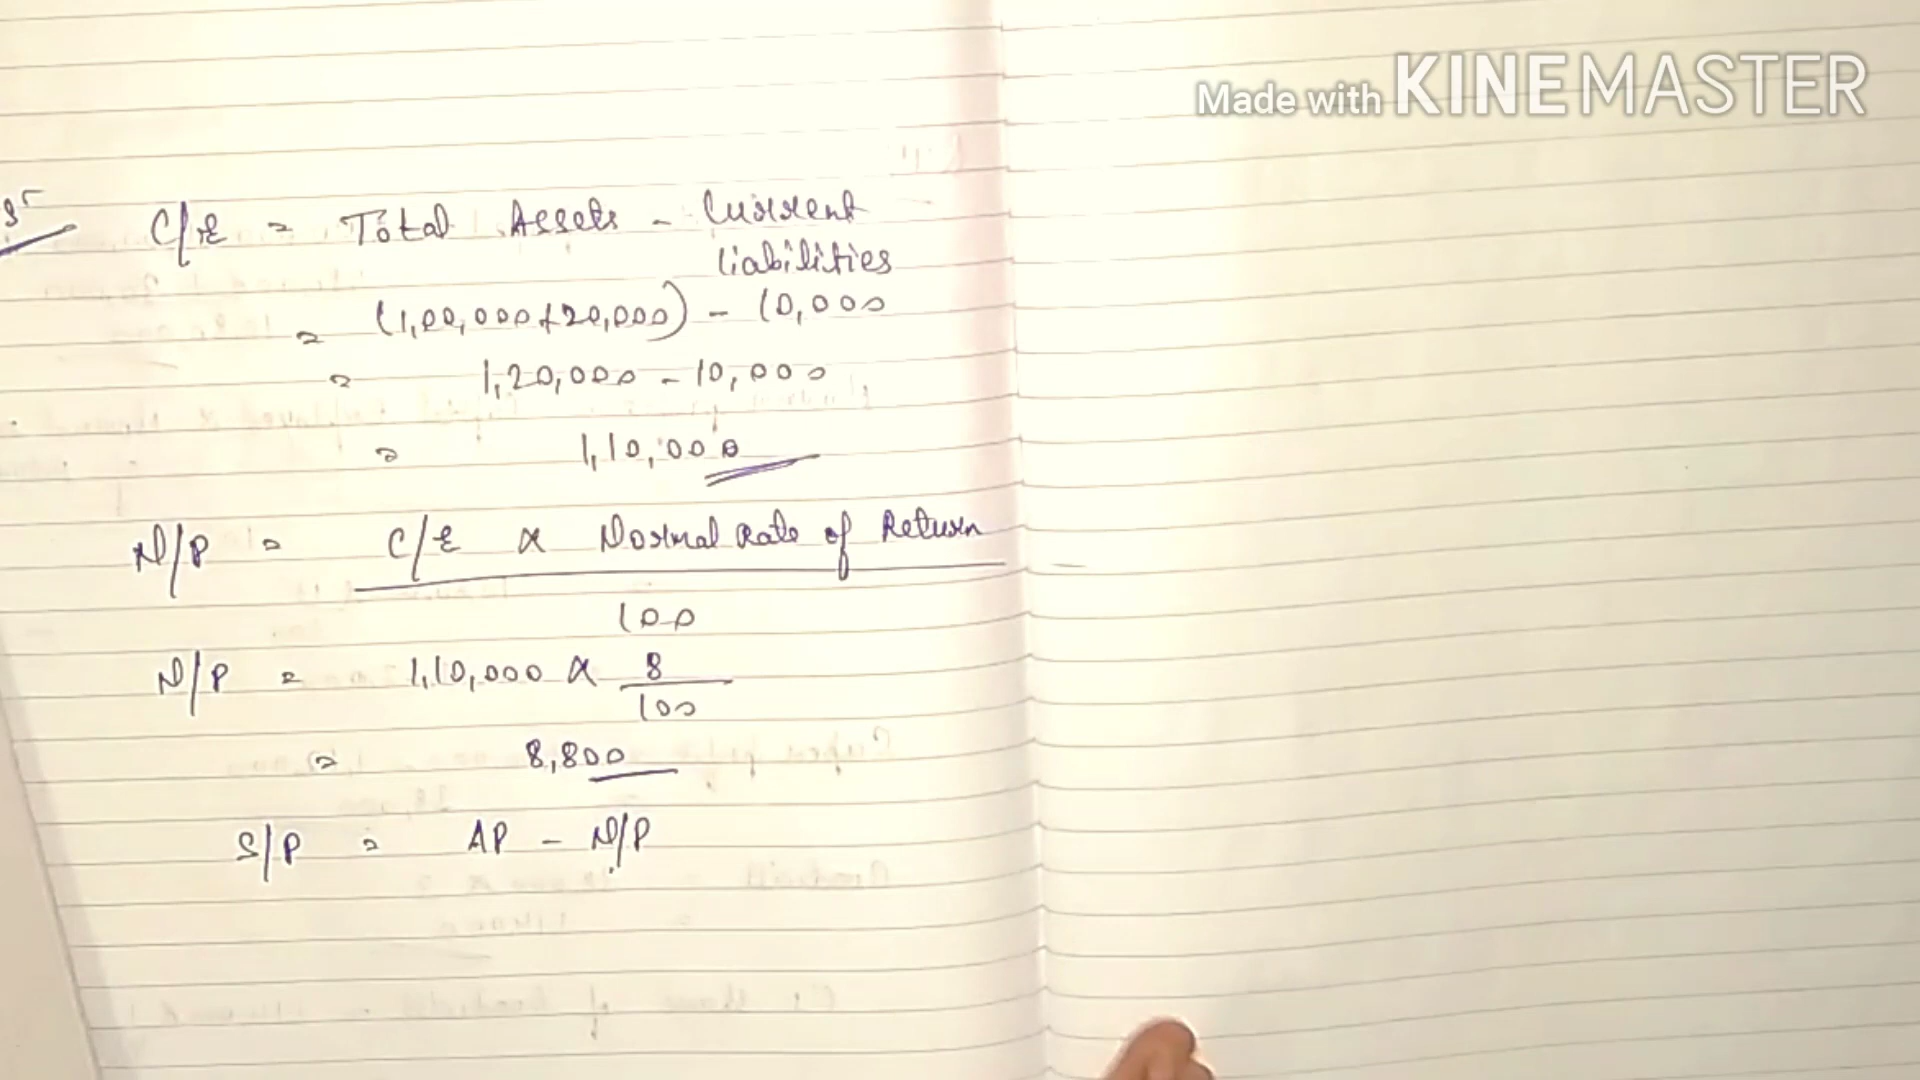 Made with KINEMASTER
C/E = Total Assets - Current
liabilities
= (1,00,000+20,000) - 10,000
= 1,20,000 - 10,000
= 1,10,000
N/P = C/E x Normal Rate of Return
100
N/P = 1,10,000 x 8
100
= 8,800
S/P = AP - N/P